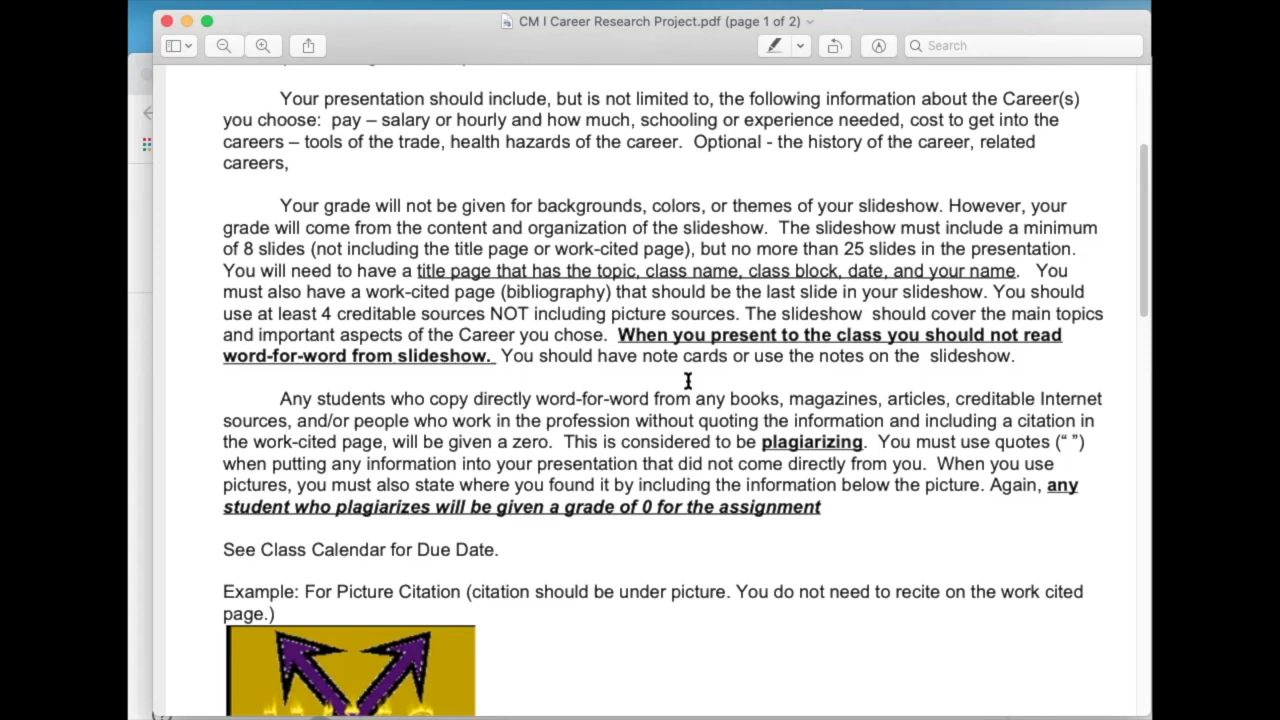 CM I Career Research Project.pdf (page 1 of 2)
Search
Your presentation should include, but is not limited to, the following information about the Career(s)
you choose:  pay – salary or hourly and how much, schooling or experience needed, cost to get into the
careers – tools of the trade, health hazards of the career.  Optional - the history of the career, related
careers,
Your grade will not be given for backgrounds, colors, or themes of your slideshow. However, your
grade will come from the content and organization of the slideshow.  The slideshow must include a minimum
of 8 slides (not including the title page or work-cited page), but no more than 25 slides in the presentation.
You will need to have a title page that has the topic, class name, class block, date, and your name.   You
must also have a work-cited page (bibliography) that should be the last slide in your slideshow. You should
use at least 4 creditable sources NOT including picture sources. The slideshow  should cover the main topics
and important aspects of the Career you chose.  When you present to the class you should not read
word-for-word from slideshow.  You should have note cards or use the notes on the  slideshow.
Any students who copy directly word-for-word from any books, magazines, articles, creditable Internet
sources, and/or people who work in the profession without quoting the information and including a citation in
the work-cited page, will be given a zero.  This is considered to be plagiarizing.  You must use quotes (“ ”)
when putting any information into your presentation that did not come directly from you.  When you use
pictures, you must also state where you found it by including the information below the picture. Again, any
student who plagiarizes will be given a grade of 0 for the assignment
See Class Calendar for Due Date.
Example: For Picture Citation (citation should be under picture. You do not need to recite on the work cited
page.)